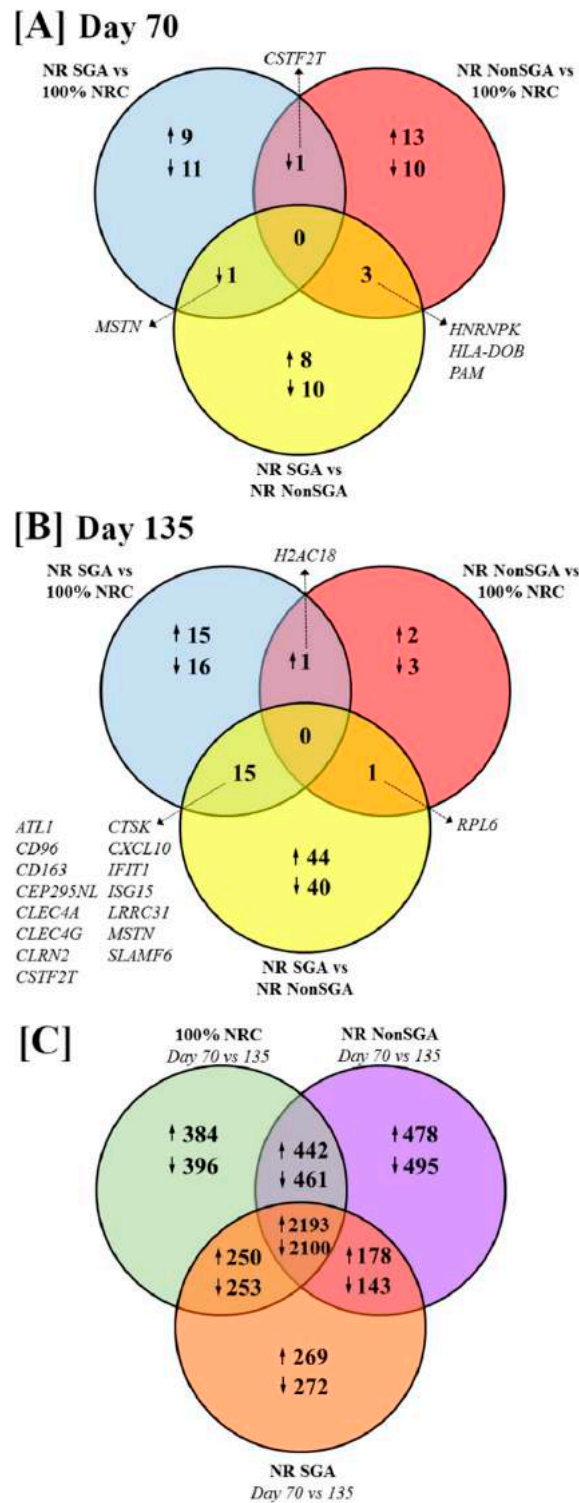 [A] Day 70
CSTF2T
NR SGA vs
100% NRC
NR NonSGA vs
100% NRC
↑ 9
↓ 11
↓ 1
↑ 13
↓ 10
0
↓ 1
3
MSTN
HNRNPK
HLA-DOB
PAM
↑ 8
↓ 10
NR SGA vs
NR NonSGA
[B] Day 135
H2AC18
NR SGA vs
100% NRC
NR NonSGA vs
100% NRC
↑ 15
↓ 16
↑ 1
↑ 2
↓ 3
0
15
1
ATL1 CTSK
CD96 CXCL10
CD163 IFIT1
CEP295NL ISG15
CLEC4A LRRC31
CLEC4G MSTN
CLRN2 SLAMF6
CSTF2T
RPL6
↑ 44
↓ 40
NR SGA vs
NR NonSGA
[C]
100% NRC
Day 70 vs 135
NR NonSGA
Day 70 vs 135
↑ 384
↓ 396
↑ 442
↓ 461
↑ 478
↓ 495
↑ 2193
↓ 2100
↑ 250
↓ 253
↑ 178
↓ 143
↑ 269
↓ 272
NR SGA
Day 70 vs 135